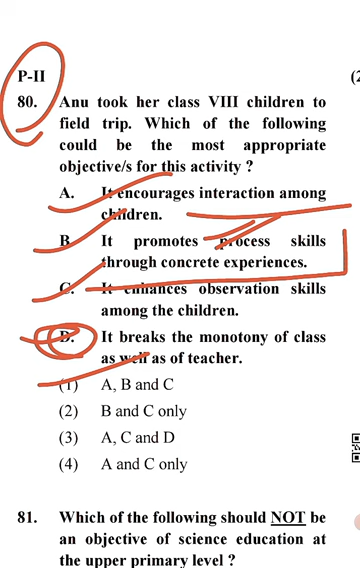 P-II
(2
80. Anu took her class VIII children to
field trip. Which of the following
could be the most appropriate
objective/s for this activity ?
A. It encourages interaction among
children.
B. It promotes process skills
through concrete experiences.
C. It enhances observation skills
among the children.
D. It breaks the monotony of class
as well as of teacher.
(1) A, B and C
(2) B and C only
(3) A, C and D
(4) A and C only
81. Which of the following should NOT be
an objective of science education at
the upper primary level ?